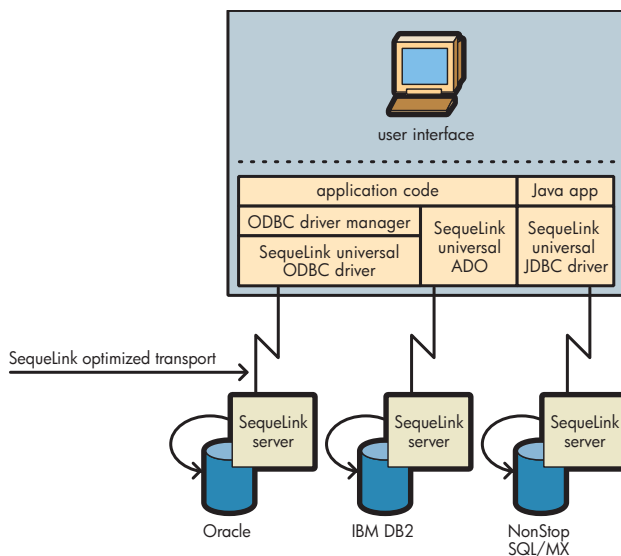 user interface
application code
Java app
ODBC driver manager
SequeLink universal
ODBC driver
SequeLink
universal
ADO
SequeLink
universal
JDBC driver
SequeLink optimized transport
SequeLink
server
SequeLink
server
SequeLink
server
Oracle
IBM DB2
NonStop
SQL/MX